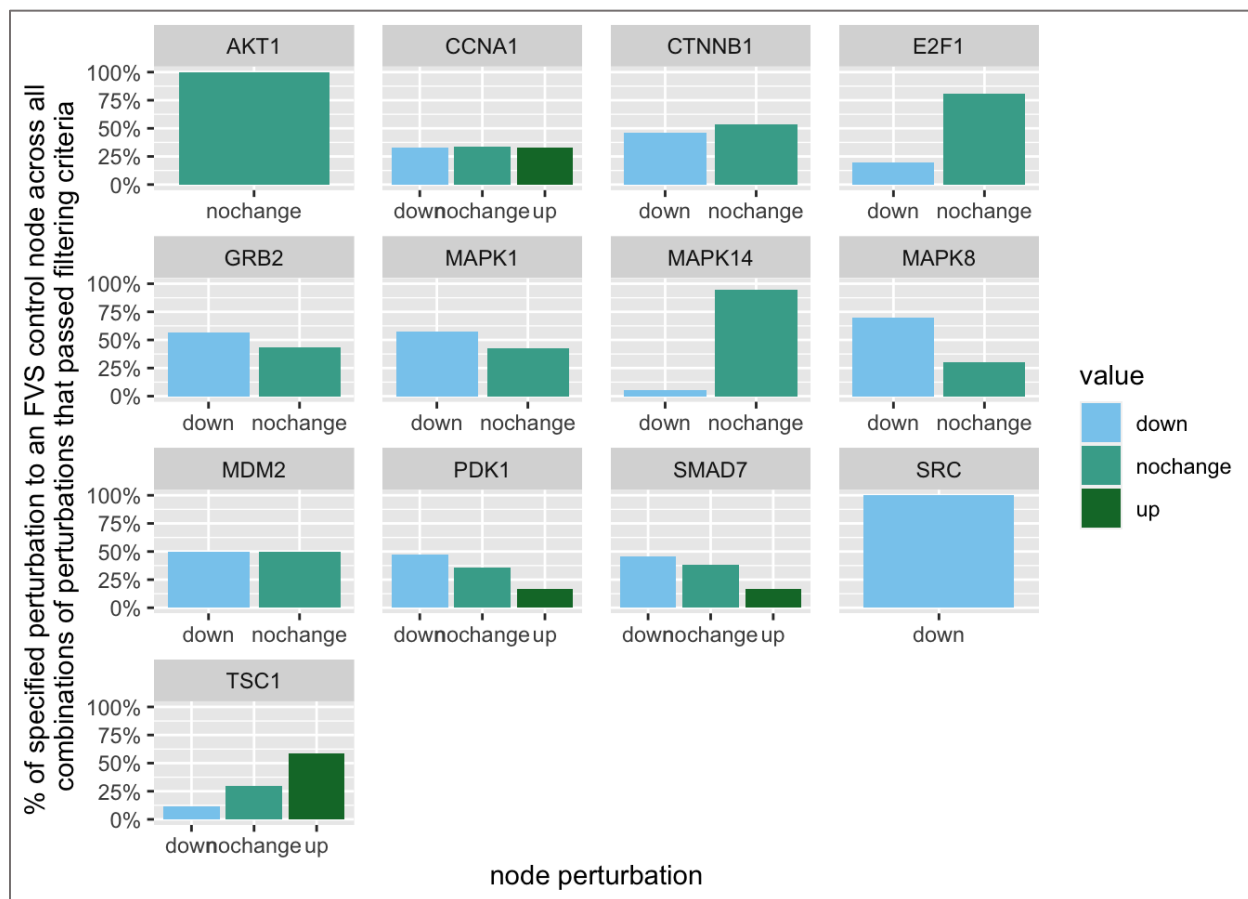 % of specified perturbation to an FVS control node across all
combinations of perturbations that passed filtering criteria
AKT1
CCNA1
CTNNB1
E2F1
100%
75%
50%
25%
0%
nochange
down nochange up
down nochange
down nochange
GRB2
MAPK1
MAPK14
MAPK8
100%
75%
50%
25%
0%
down nochange
down nochange
down nochange
down nochange
MDM2
PDK1
SMAD7
SRC
100%
75%
50%
25%
0%
down nochange
down nochange up
down nochange up
down
TSC1
100%
75%
50%
25%
0%
down nochange up
node perturbation
value
down
nochange
up